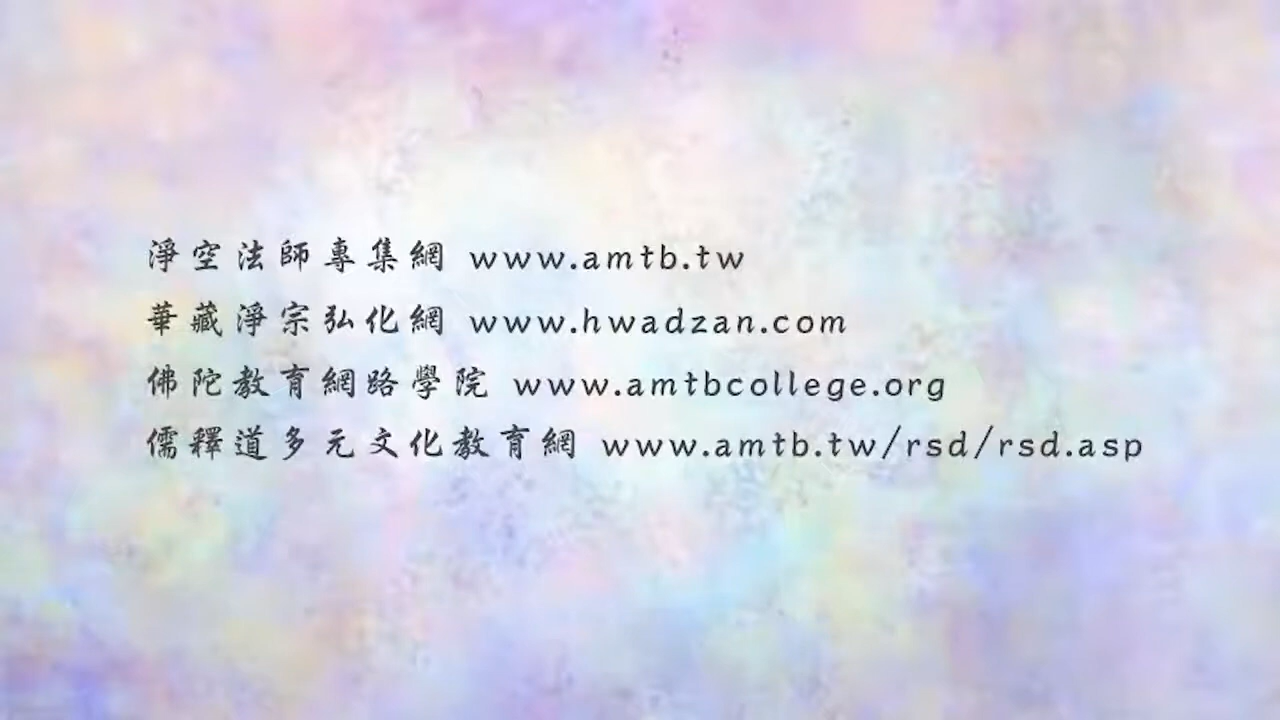 淨空法師專集網 www.amtb.tw
華藏淨宗弘化網 www.hwadzan.com
佛陀教育網路學院 www.amtbcollege.org
儒釋道多元文化教育網 www.amtb.tw/rsd/rsd.asp